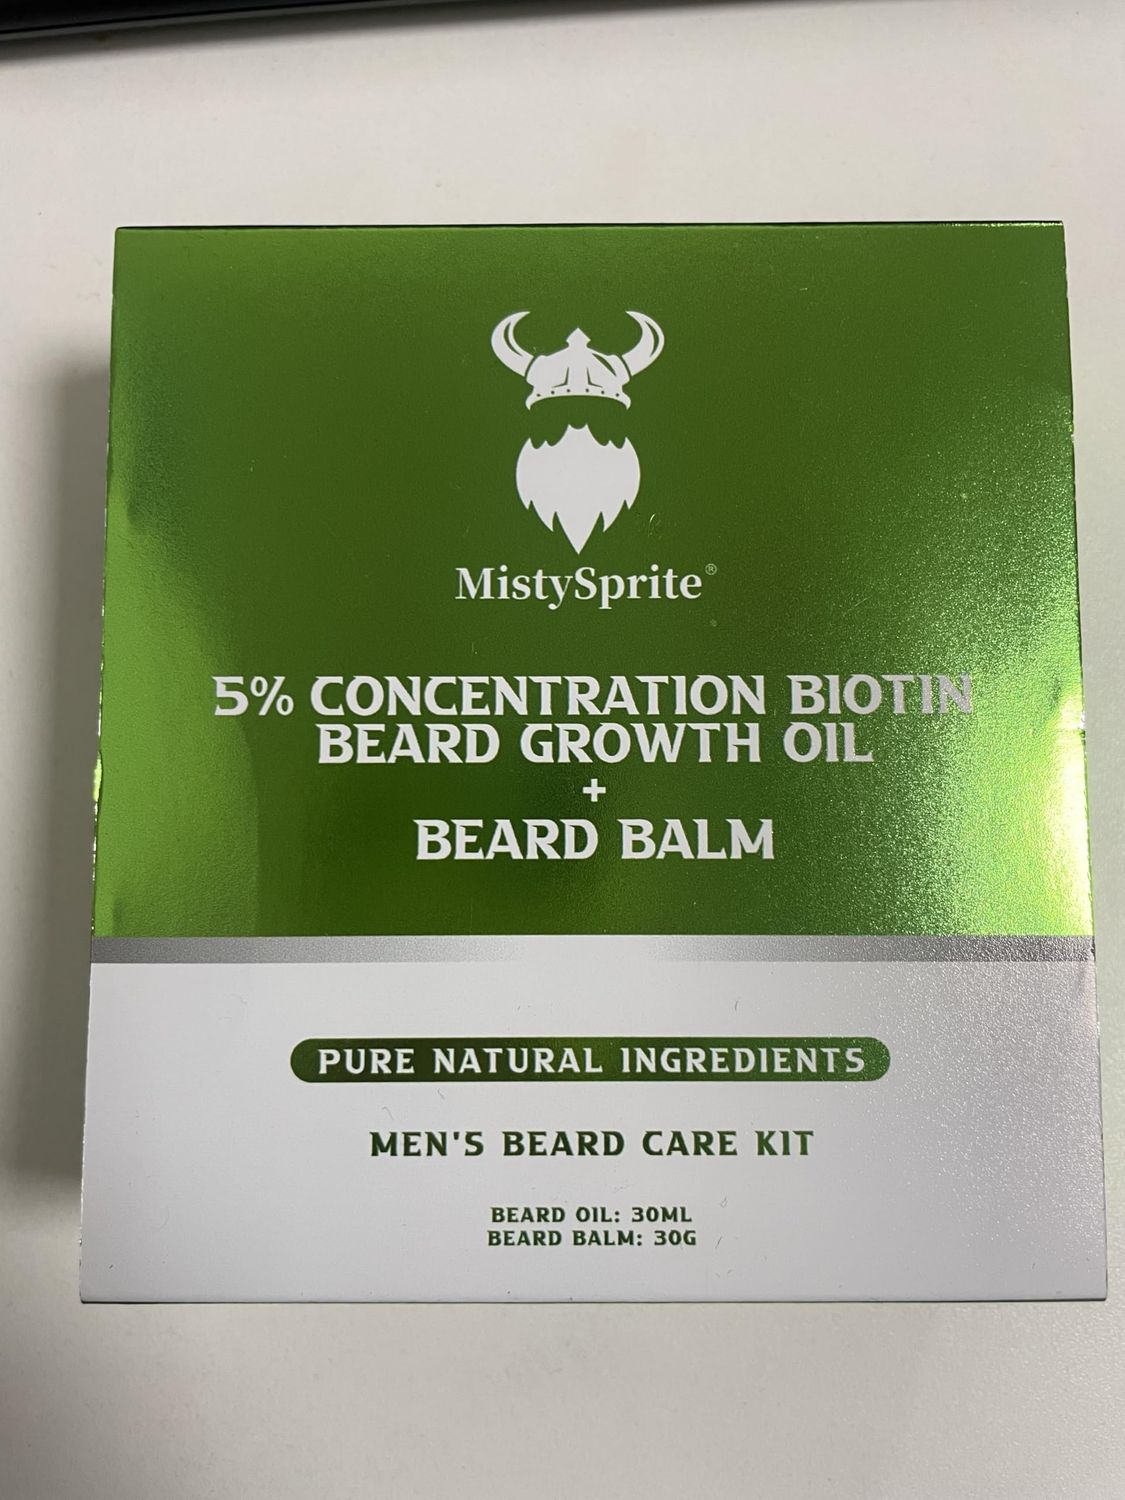 MistySprite®
5% CONCENTRATION BIOTIN
BEARD GROWTH OIL
+
BEARD BALM
PURE NATURAL INGREDIENTS
MEN'S BEARD CARE KIT
BEARD OIL: 30ML
BEARD BALM: 30G